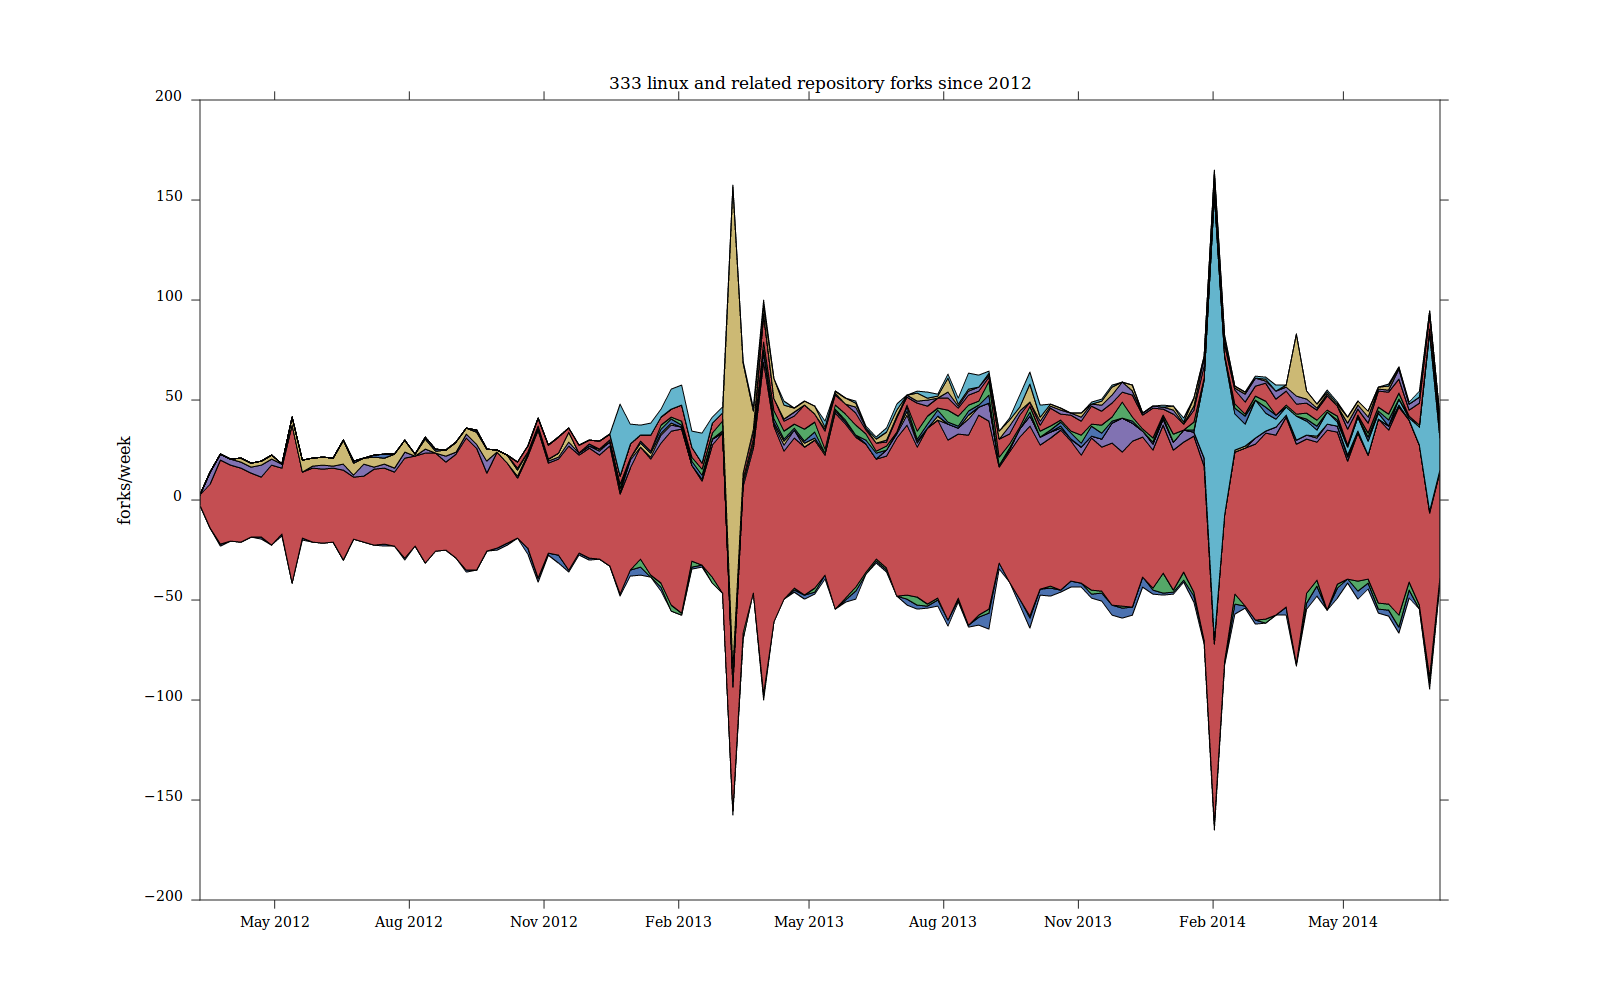 333 linux and related repository forks since 2012
forks/week
200
150
100
50
0
−50
−100
−150
−200
May 2012
Aug 2012
Nov 2012
Feb 2013
May 2013
Aug 2013
Nov 2013
Feb 2014
May 2014